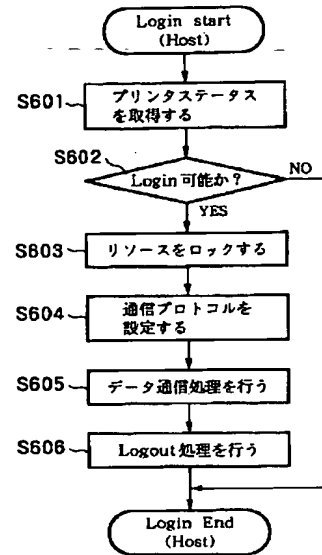 Login start
(Host)
S601
プリンタステータス
を取得する
S602
Login 可能か?
NO
YES
S603
リソースをロックする
S604
通信プロトコルを
設定する
S605
データ通信処理を行う
S606
Logout 処理を行う
Login End
(Host)